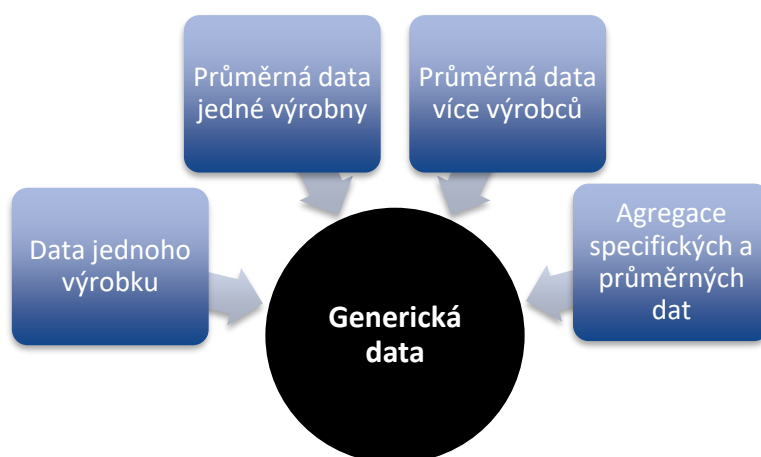 Průměrná data
jedné výrobny
Průměrná data
více výrobců
Data jednoho
výrobku
Agregace
specifických a
průměrných
dat
Generická
data